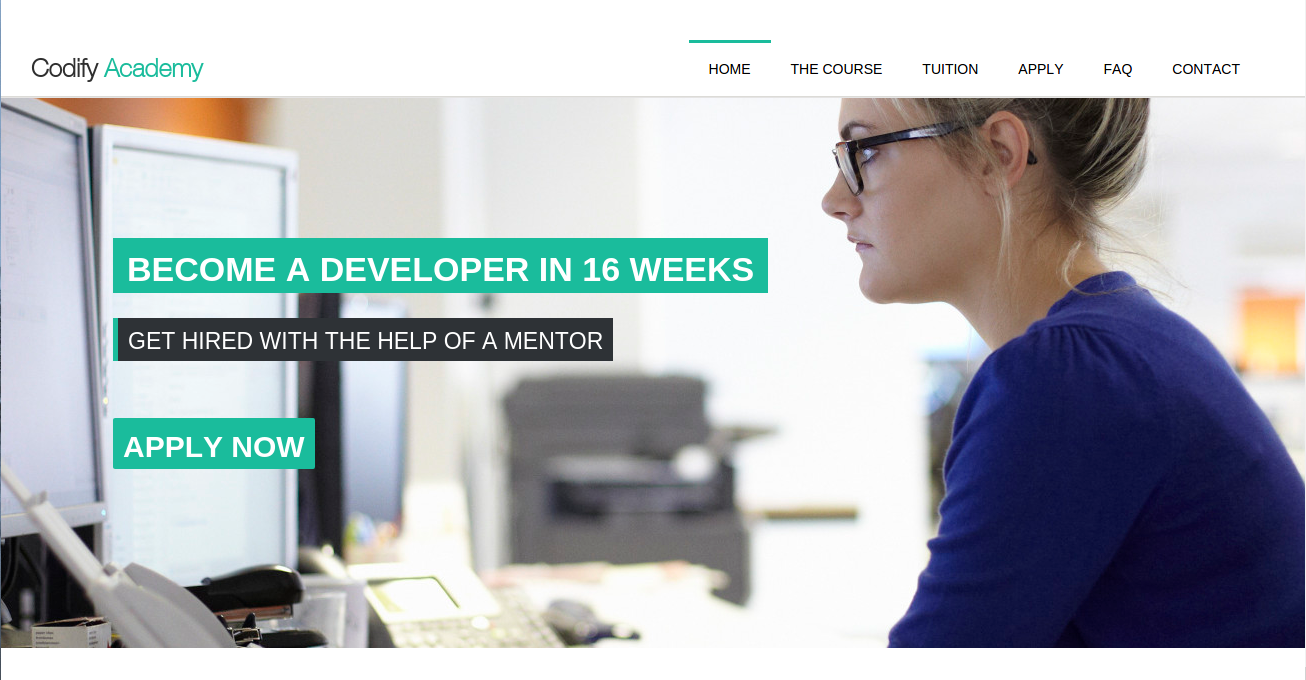 Codify Academy
HOME THE COURSE TUITION APPLY FAQ CONTACT
BECOME A DEVELOPER IN 16 WEEKS
GET HIRED WITH THE HELP OF A MENTOR
APPLY NOW